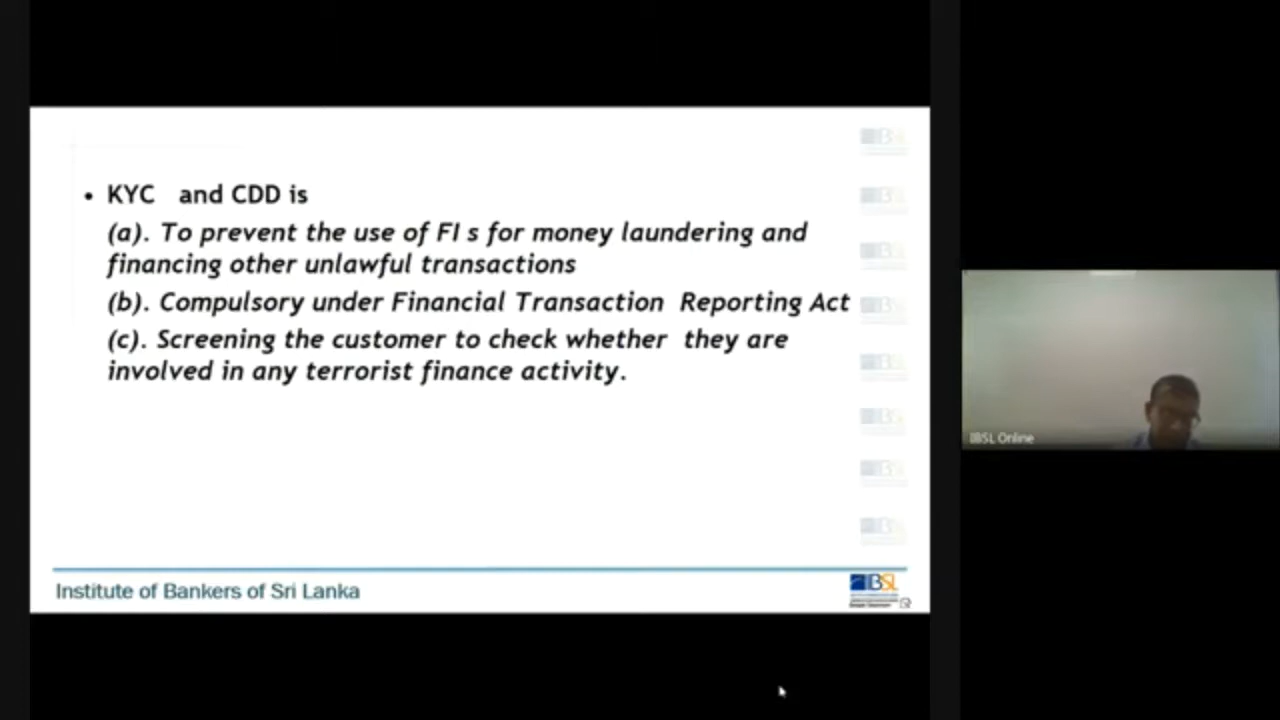 • KYC and CDD is
(a). To prevent the use of FI s for money laundering and
financing other unlawful transactions
(b). Compulsory under Financial Transaction Reporting Act
(c). Screening the customer to check whether they are
involved in any terrorist finance activity.
Institute of Bankers of Sri Lanka
IBSL
IBSL Online